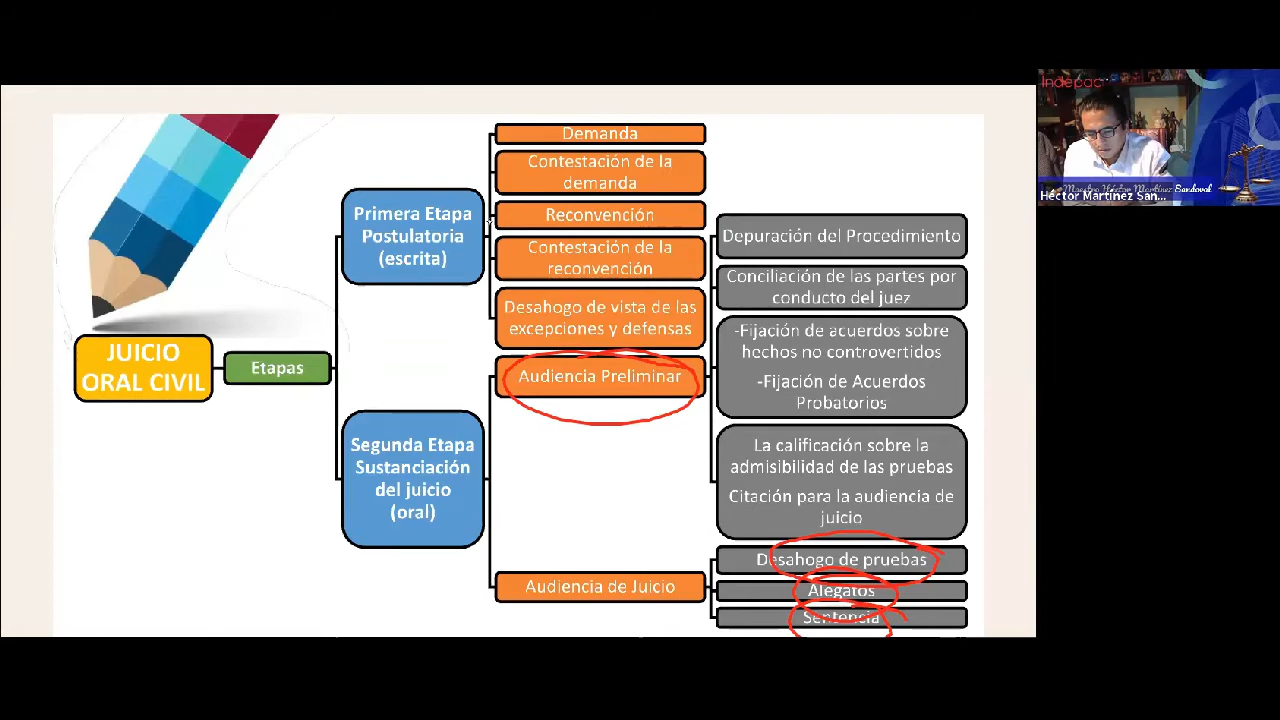 JUICIO
ORAL CIVIL
Etapas
Primera Etapa
Postulatoria
(escrita)
Demanda
Contestación de la
demanda
Reconvención
Contestación de la
reconvención
Desahogo de vista de las
excepciones y defensas
Segunda Etapa
Sustanciación
del juicio
(oral)
Audiencia Preliminar
Depuración del Procedimiento
Conciliación de las partes por
conducto del juez
-Fijación de acuerdos sobre
hechos no controvertidos
-Fijación de Acuerdos
Probatorios
La calificación sobre la
admisibilidad de las pruebas
Citación para la audiencia de
juicio
Audiencia de Juicio
Desahogo de pruebas
Alegatos
Sentencia
Indepac
Maestro Héctor Martínez Sandoval
Héctor Martínez San...